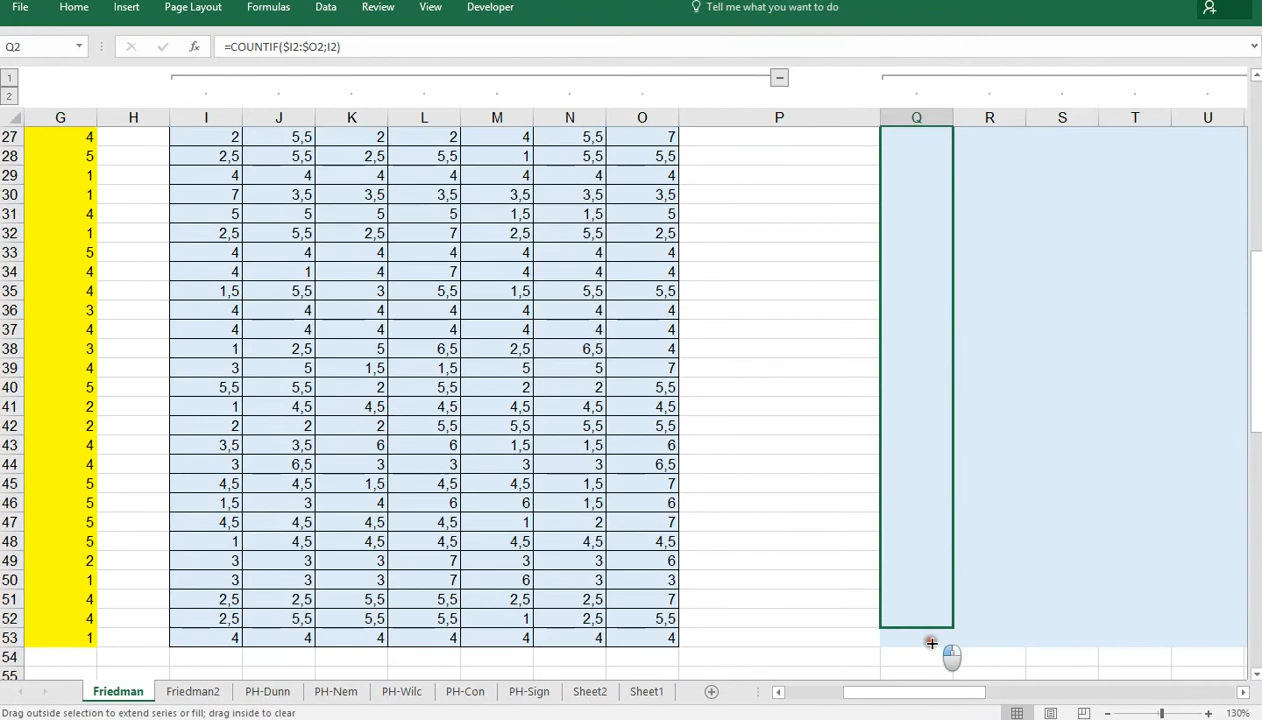 File Home Insert Page Layout Formulas Data Review View Developer Tell me what you want to do
Q2 fx =COUNTIF($I2:$O2;I2)
1
2
G H I J K L M N O P Q R S T U
27 4 2 5,5 2 2 4 5,5 7
28 5 2,5 5,5 2,5 5,5 1 5,5 5,5
29 1 4 4 4 4 4 4 4
30 1 7 3,5 3,5 3,5 3,5 3,5 3,5
31 4 5 5 5 5 1,5 1,5 5
32 1 2,5 5,5 2,5 7 2,5 5,5 2,5
33 5 4 4 4 4 4 4 4
34 4 4 1 4 7 4 4 4
35 4 1,5 5,5 3 5,5 1,5 5,5 5,5
36 3 4 4 4 4 4 4 4
37 4 4 4 4 4 4 4 4
38 3 1 2,5 5 6,5 2,5 6,5 4
39 4 3 5 1,5 1,5 5 5 7
40 5 5,5 5,5 2 5,5 2 2 5,5
41 2 1 4,5 4,5 4,5 4,5 4,5 4,5
42 2 2 2 2 5,5 5,5 5,5 5,5
43 4 3,5 3,5 6 6 1,5 1,5 6
44 4 3 6,5 3 3 3 3 6,5
45 5 4,5 4,5 1,5 4,5 4,5 1,5 7
46 5 1,5 3 4 6 6 1,5 6
47 5 4,5 4,5 4,5 4,5 1 2 7
48 5 1 4,5 4,5 4,5 4,5 4,5 4,5
49 2 3 3 3 7 3 3 6
50 1 3 3 3 7 6 3 3
51 4 2,5 2,5 5,5 5,5 2,5 2,5 7
52 4 2,5 5,5 5,5 5,5 1 2,5 5,5
53 1 4 4 4 4 4 4 4
54
55
Friedman Friedman2 PH-Dunn PH-Nem PH-Wilc PH-Con PH-Sign Sheet2 Sheet1
Drag outside selection to extend series or fill; drag inside to clear 130%